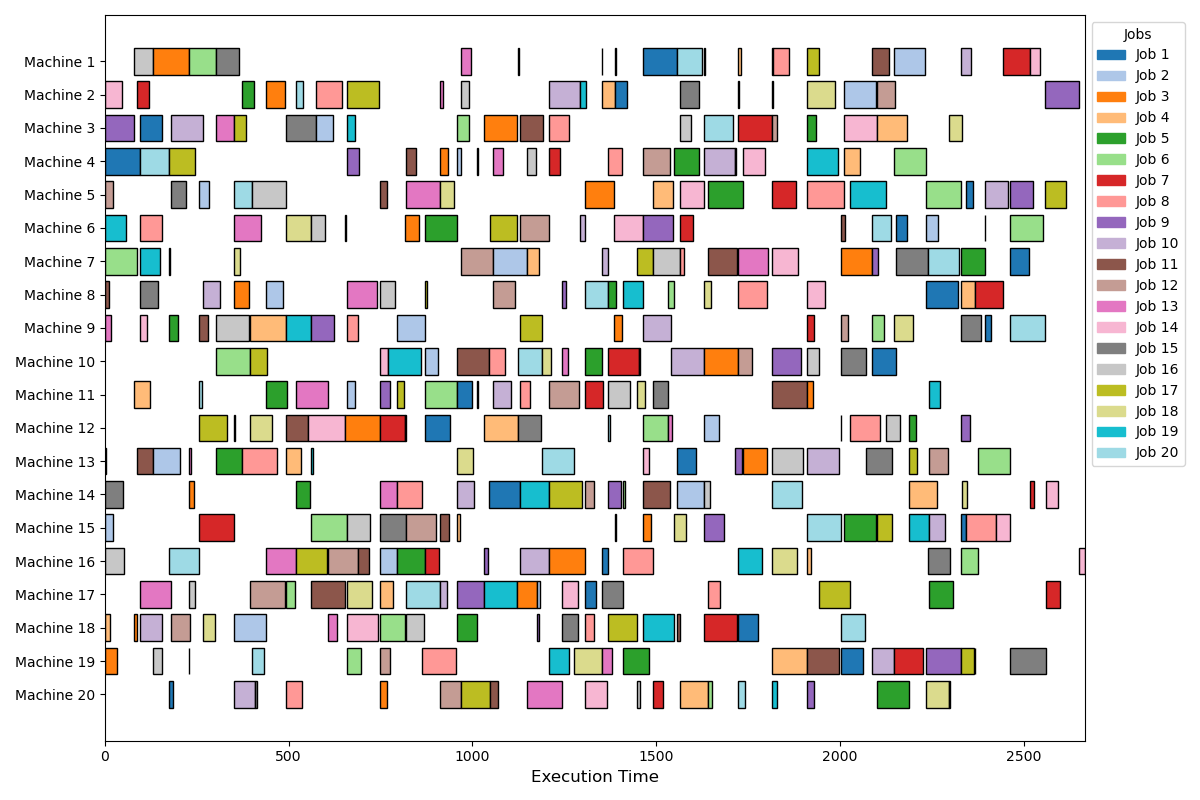 Machine 1
Machine 2
Machine 3
Machine 4
Machine 5
Machine 6
Machine 7
Machine 8
Machine 9
Machine 10
Machine 11
Machine 12
Machine 13
Machine 14
Machine 15
Machine 16
Machine 17
Machine 18
Machine 19
Machine 20
0 500 1000 1500 2000 2500
Execution Time
Jobs
Job 1
Job 2
Job 3
Job 4
Job 5
Job 6
Job 7
Job 8
Job 9
Job 10
Job 11
Job 12
Job 13
Job 14
Job 15
Job 16
Job 17
Job 18
Job 19
Job 20